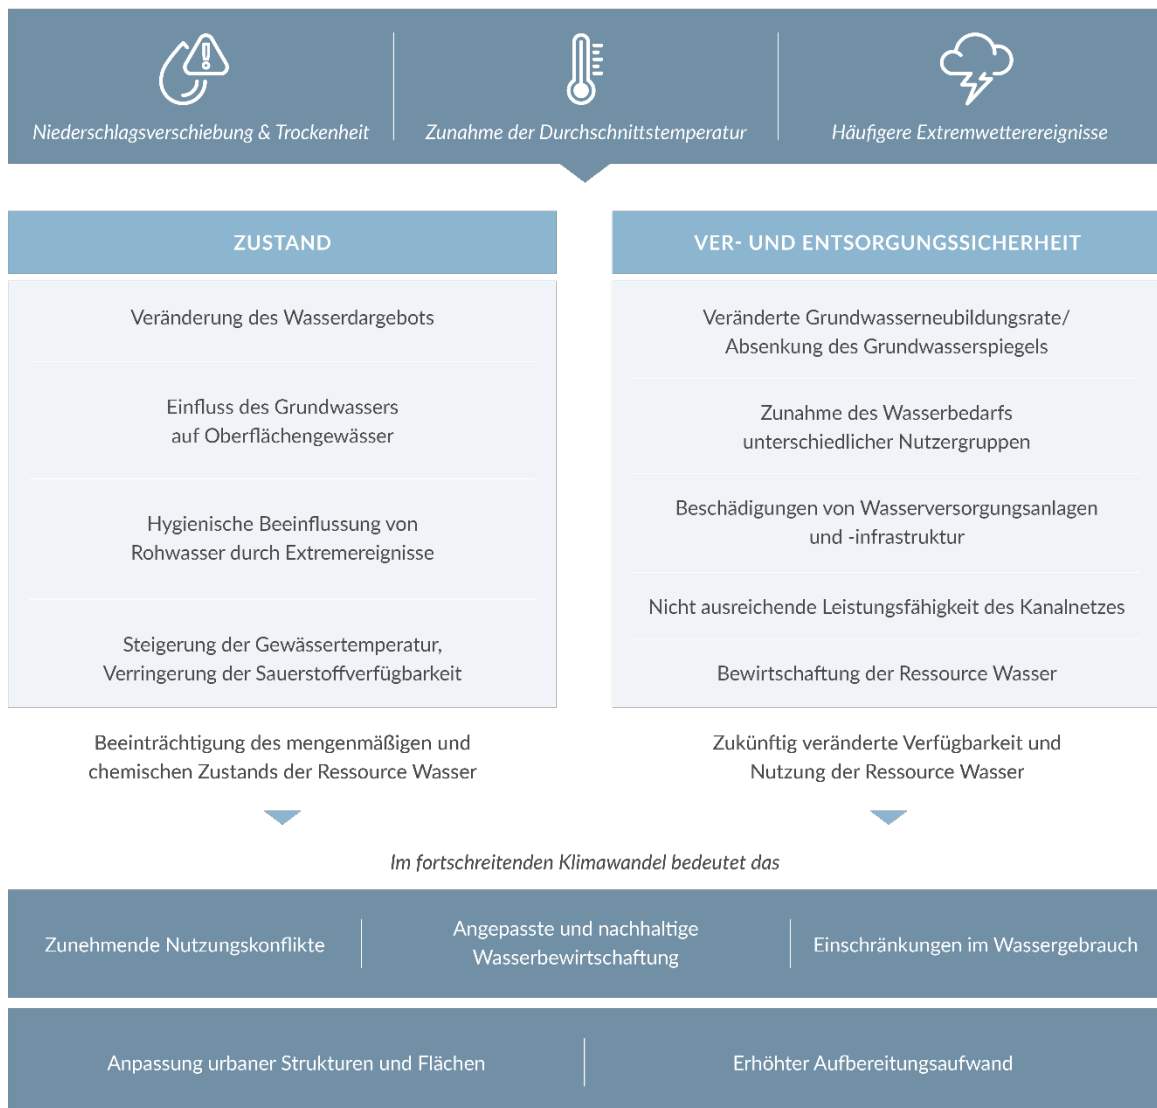 Niederschlagsverschiebung & Trockenheit
Zunahme der Durchschnittstemperatur
Häufigere Extremwetterereignisse
ZUSTAND
Veränderung des Wasserdargebots
Einfluss des Grundwassers
auf Oberflächengewässer
Hygienische Beeinflussung von
Rohwasser durch Extremereignisse
Steigerung der Gewässertemperatur,
Verringerung der Sauerstoffverfügbarkeit
Beeinträchtigung des mengenmäßigen und
chemischen Zustands der Ressource Wasser
VER- UND ENTSORGUNGSSICHERHEIT
Veränderte Grundwasserneubildungsrate/
Absenkung des Grundwasserspiegels
Zunahme des Wasserbedarfs
unterschiedlicher Nutzergruppen
Beschädigungen von Wasserversorgungsanlagen
und -infrastruktur
Nicht ausreichende Leistungsfähigkeit des Kanalnetzes
Bewirtschaftung der Ressource Wasser
Zukünftig veränderte Verfügbarkeit und
Nutzung der Ressource Wasser
Im fortschreitenden Klimawandel bedeutet das
Zunehmende Nutzungskonflikte
Angepasste und nachhaltige
Wasserbewirtschaftung
Einschränkungen im Wassergebrauch
Anpassung urbaner Strukturen und Flächen
Erhöhter Aufbereitungsaufwand